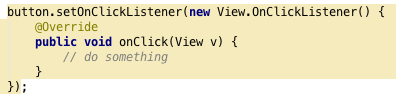 button.setOnClickListener(new View.OnClickListener() {
    @Override
    public void onClick(View v) {
        // do something
    }
});